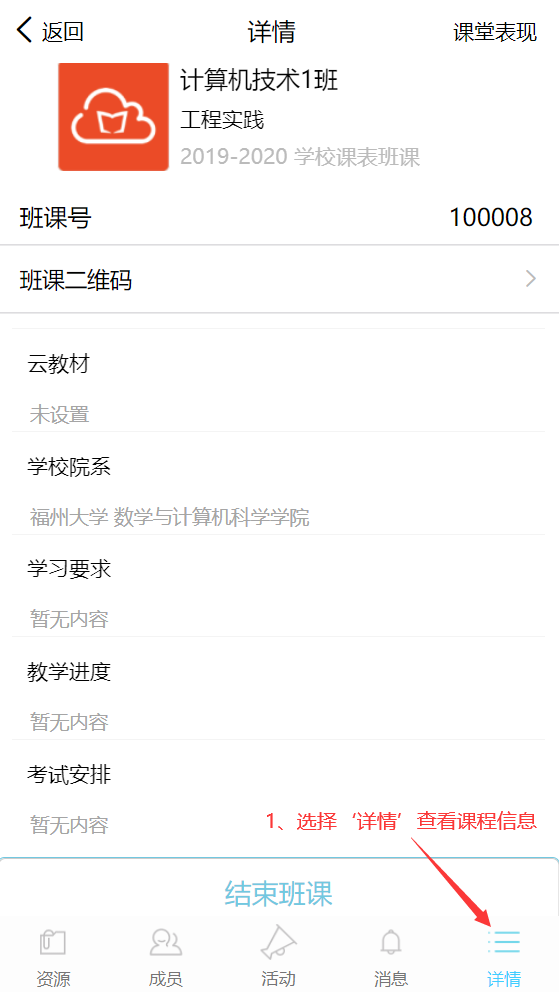 返回
详情
课堂表现
计算机技术1班
工程实践
2019-2020 学校课表班课
班课号
100008
班课二维码
云教材
未设置
学校院系
福州大学 数学与计算机科学学院
学习要求
暂无内容
教学进度
暂无内容
考试安排
暂无内容
1、选择‘详情’查看课程信息
结束班课
资源
成员
活动
消息
详情